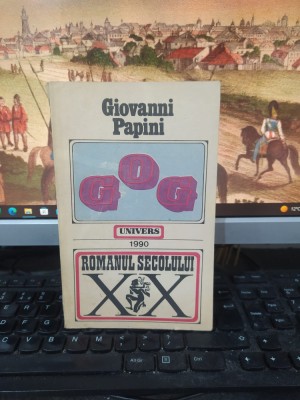 Giovanni
Papini
GOG
UNIVERS
1990
ROMANUL SECOLULUI
XX